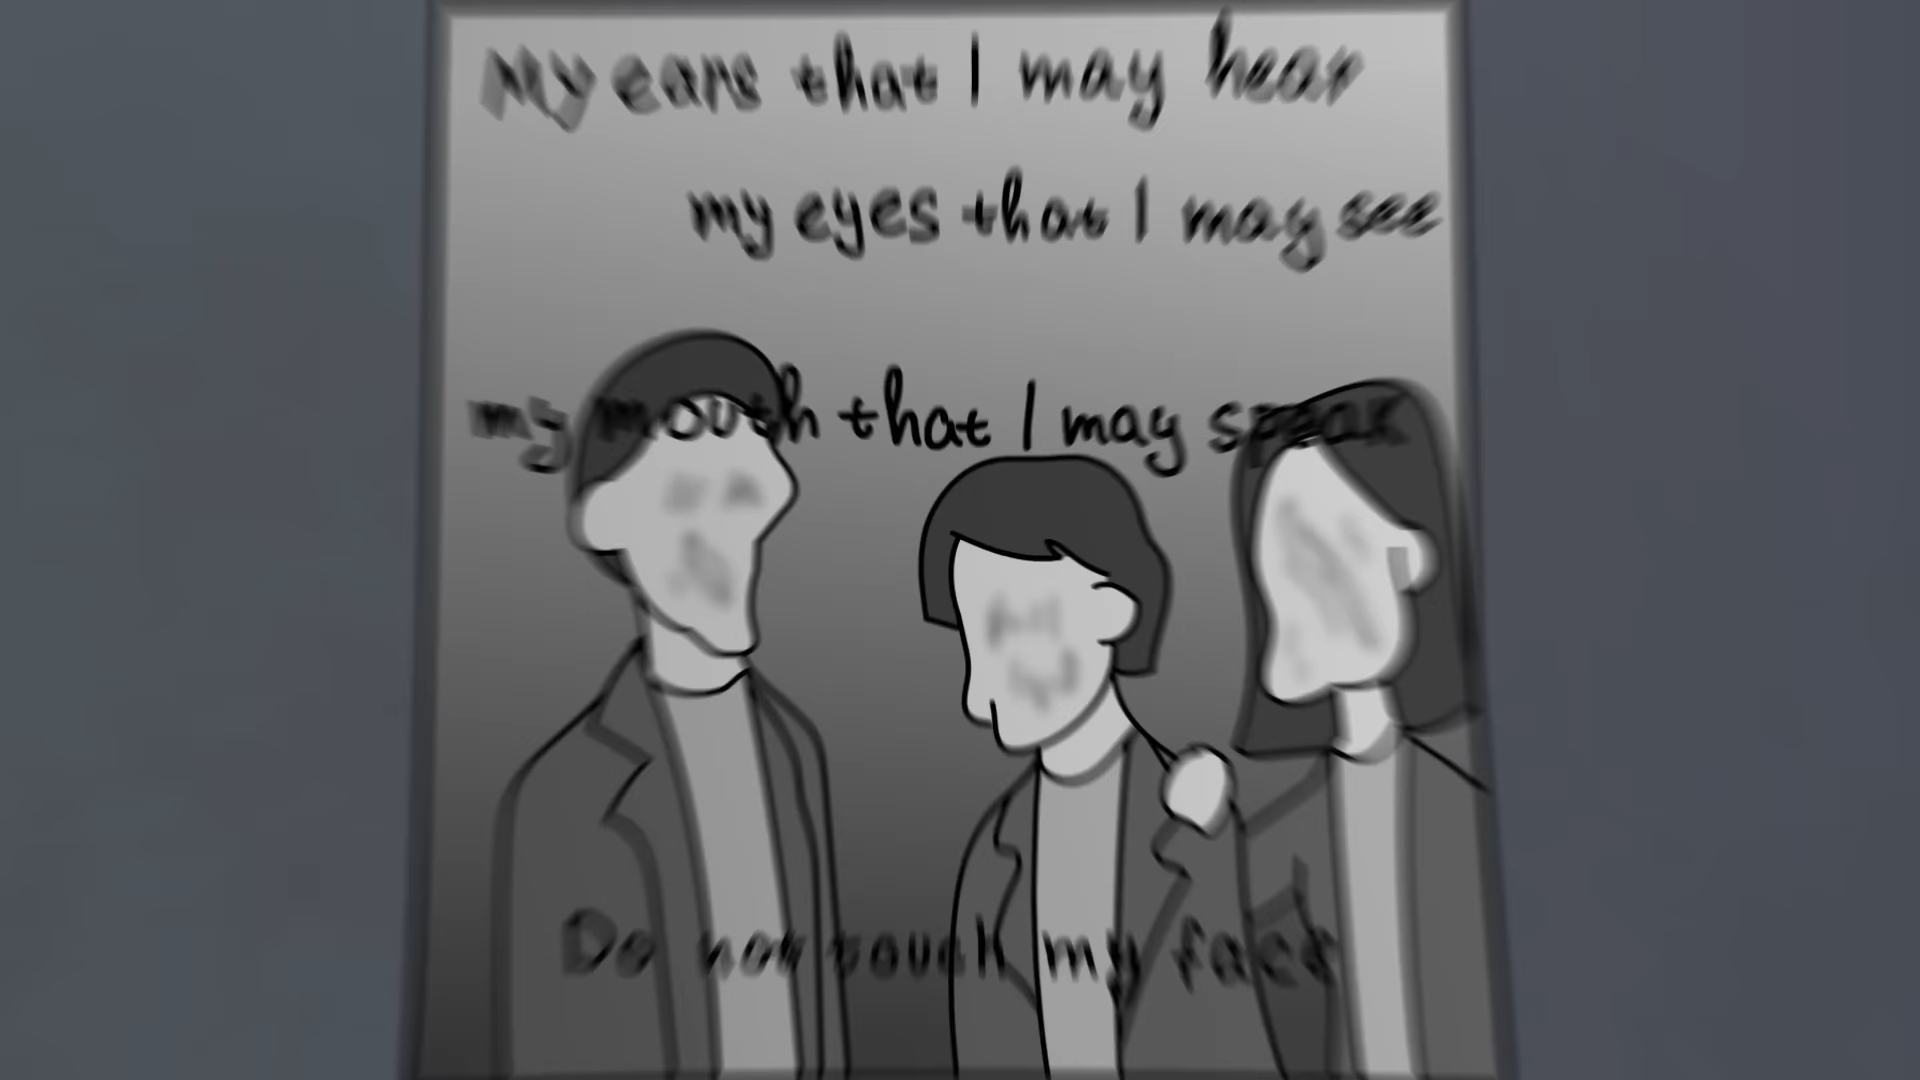 My ears that I may hear
my eyes that I may see
my mouth that I may speak
Do not touch my face